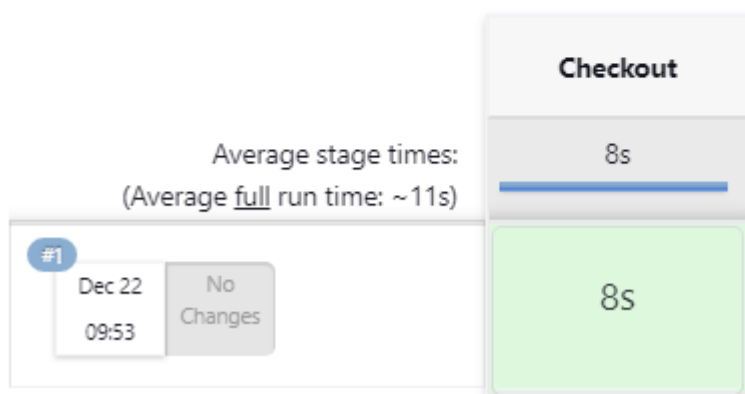 Checkout
Average stage times:
8s
(Average full run time: ~11s)
#1
Dec 22
No
Changes
09:53
8s